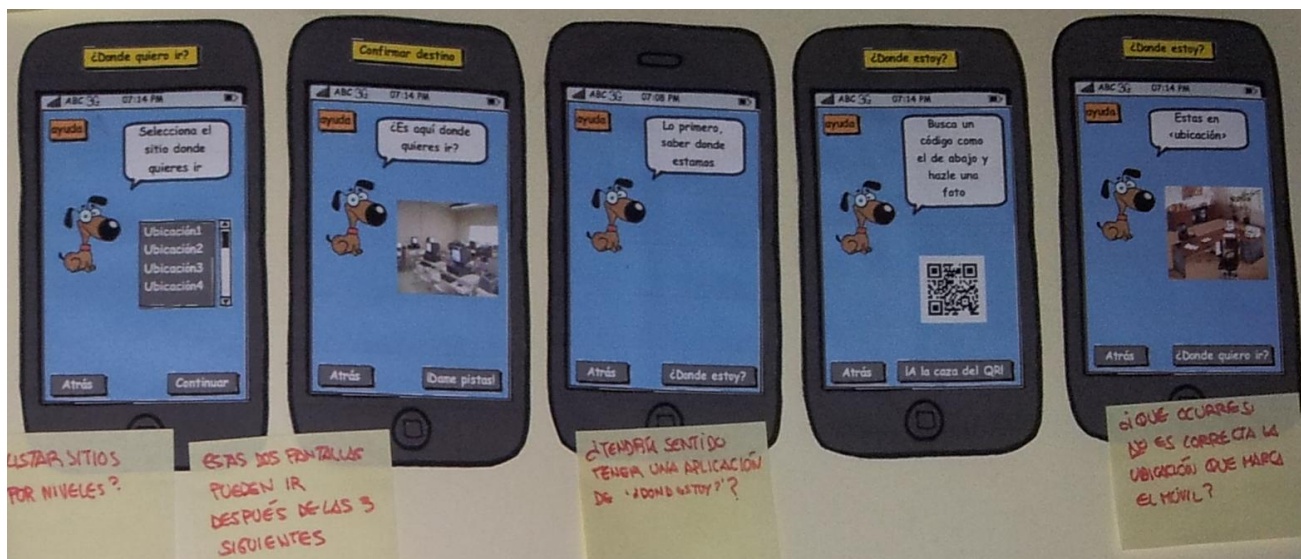 ¿Donde quiero ir?
ABC 3G 07:14 PM
ayuda
Selecciona el
sitio donde
quieres ir
Ubicación1
Ubicación2
Ubicación3
Ubicación4
Atrás
Continuar
Confirmar destino
ABC 3G 07:14 PM
ayuda
¿Es aquí donde
quieres ir?
Atrás
¡Dame pistas!
ABC 3G 07:08 PM
ayuda
Lo primero,
saber donde
estamos
Atrás
¿Donde estoy?
¿Donde estoy?
ABC 3G 07:14 PM
ayuda
Busca un
código como
el de abajo y
hazle una
foto
Atrás
¡A la caza del QR!
¿Donde estoy?
ABC 3G 07:14 PM
ayuda
Estas en
<ubicación>
Atrás
¿Donde quiero ir?
LISTAR SITIOS
POR NIVELES?
ESTAS DOS PANTALLAS
PUEDEN IR
DESPUÉS DE LAS 3
SIGUIENTES
¿TENDRÍA SENTIDO
TENER UNA APLICACIÓN
DE "¿DOND ESTOY?"?
¿QUÉ OCURRE SI
NO ES CORRECTA LA
UBICACIÓN QUE MARCA
EL MÓVIL?